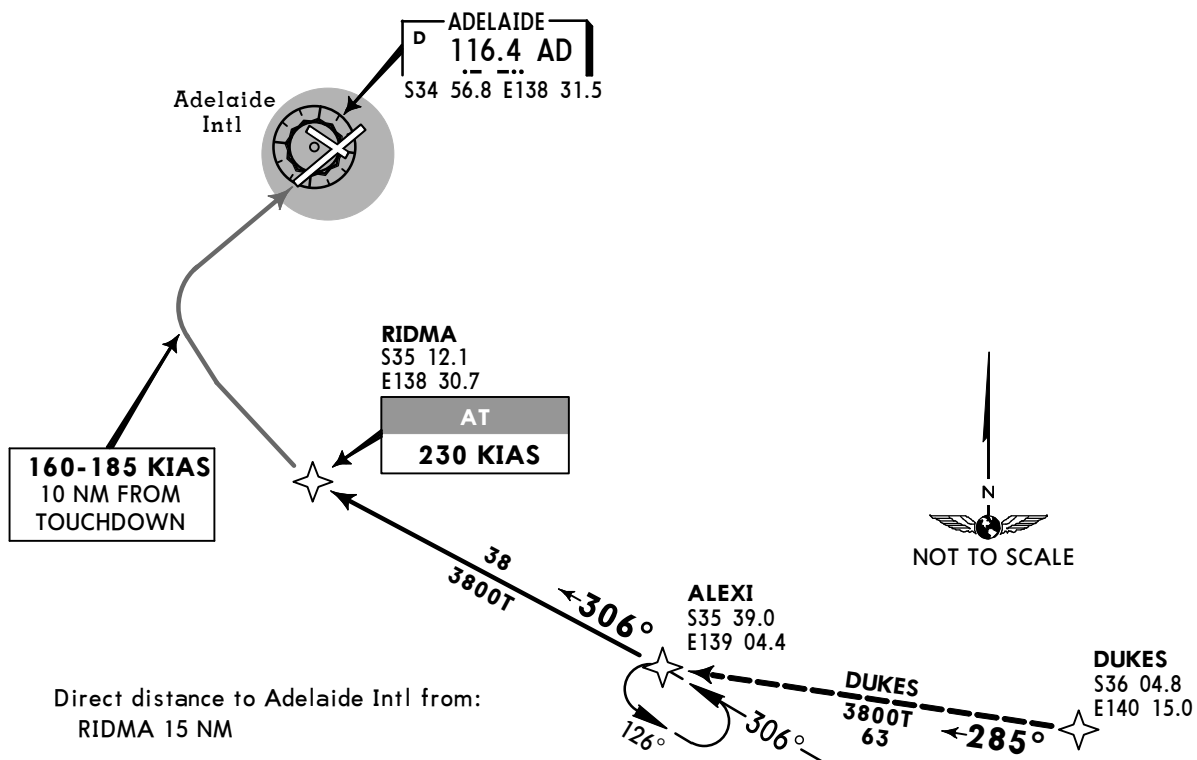 ADELAIDE
D 116.4 AD
S34 56.8 E138 31.5
Adelaide
Intl
RIDMA
S35 12.1
E138 30.7
AT
230 KIAS
160-185 KIAS
10 NM FROM
TOUCHDOWN
N
NOT TO SCALE
38
3800T
306°
ALEXI
S35 39.0
E139 04.4
DUKES
S36 04.8
E140 15.0
DUKES
3800T
63
285°
126°
306°
Direct distance to Adelaide Intl from:
RIDMA 15 NM